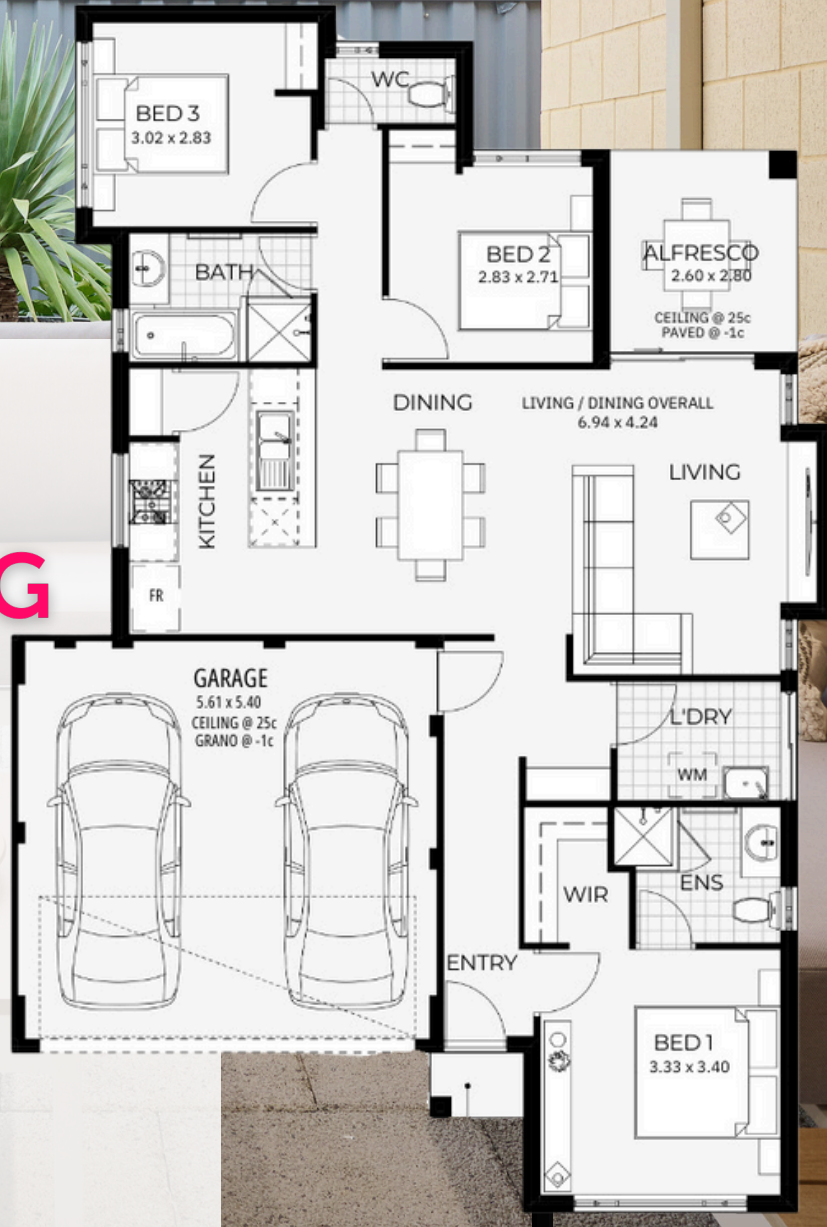 WC
BED 3
3.02 x 2.83
BED 2
2.83 x 2.71
ALFRESCO
2.60 x 2.80
CEILING @ 25c
PAVED @ -1c
BATH
DINING
LIVING / DINING OVERALL
6.94 x 4.24
KITCHEN
LIVING
FR
G
GARAGE
5.61 x 5.40
CEILING @ 25c
GRANO @ -1c
L'DRY
WM
WIR
ENS
ENTRY
BED 1
3.33 x 3.40